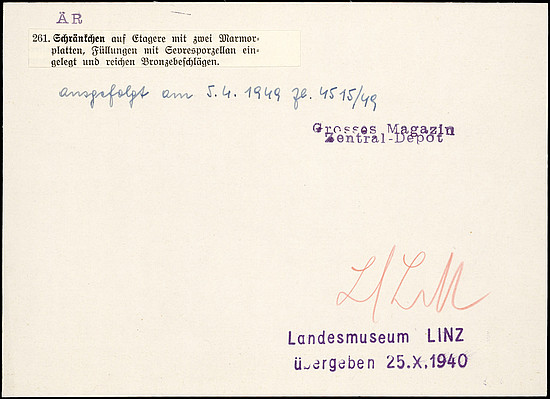 ÄR
261. Schränkchen auf Etagere mit zwei Marmor-
platten, Füllungen mit Sevresporzellan ein-
gelegt und reichen Bronzebeschlägen.
ausgefolgt am 5.4.1949 Zl. 4515/49
Grosses Magazin
Zentral-Depot
Landesmuseum LINZ
übergeben 25.X.1940